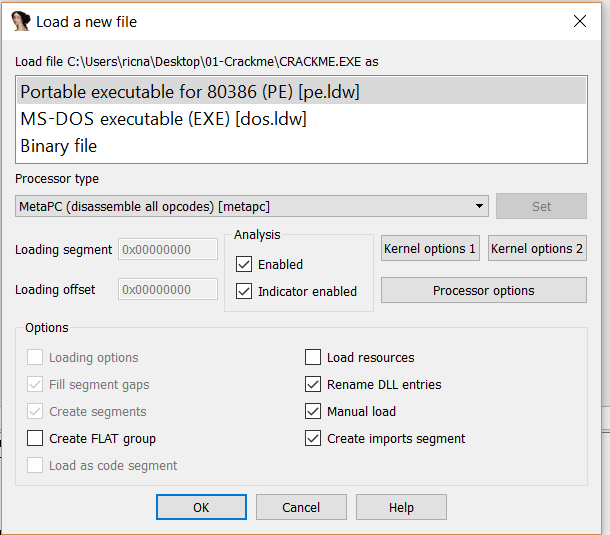 Load a new file
Load file C:\Users\ricna\Desktop\01-Crackme\CRACKME.EXE as
Portable executable for 80386 (PE) [pe.ldw]
MS-DOS executable (EXE) [dos.ldw]
Binary file
Processor type
MetaPC (disassemble all opcodes) [metapc]
Set
Loading segment 0x00000000
Loading offset 0x00000000
Analysis
Enabled
Indicator enabled
Kernel options 1
Kernel options 2
Processor options
Options
Loading options
Fill segment gaps
Create segments
Create FLAT group
Load as code segment
Load resources
Rename DLL entries
Manual load
Create imports segment
OK
Cancel
Help